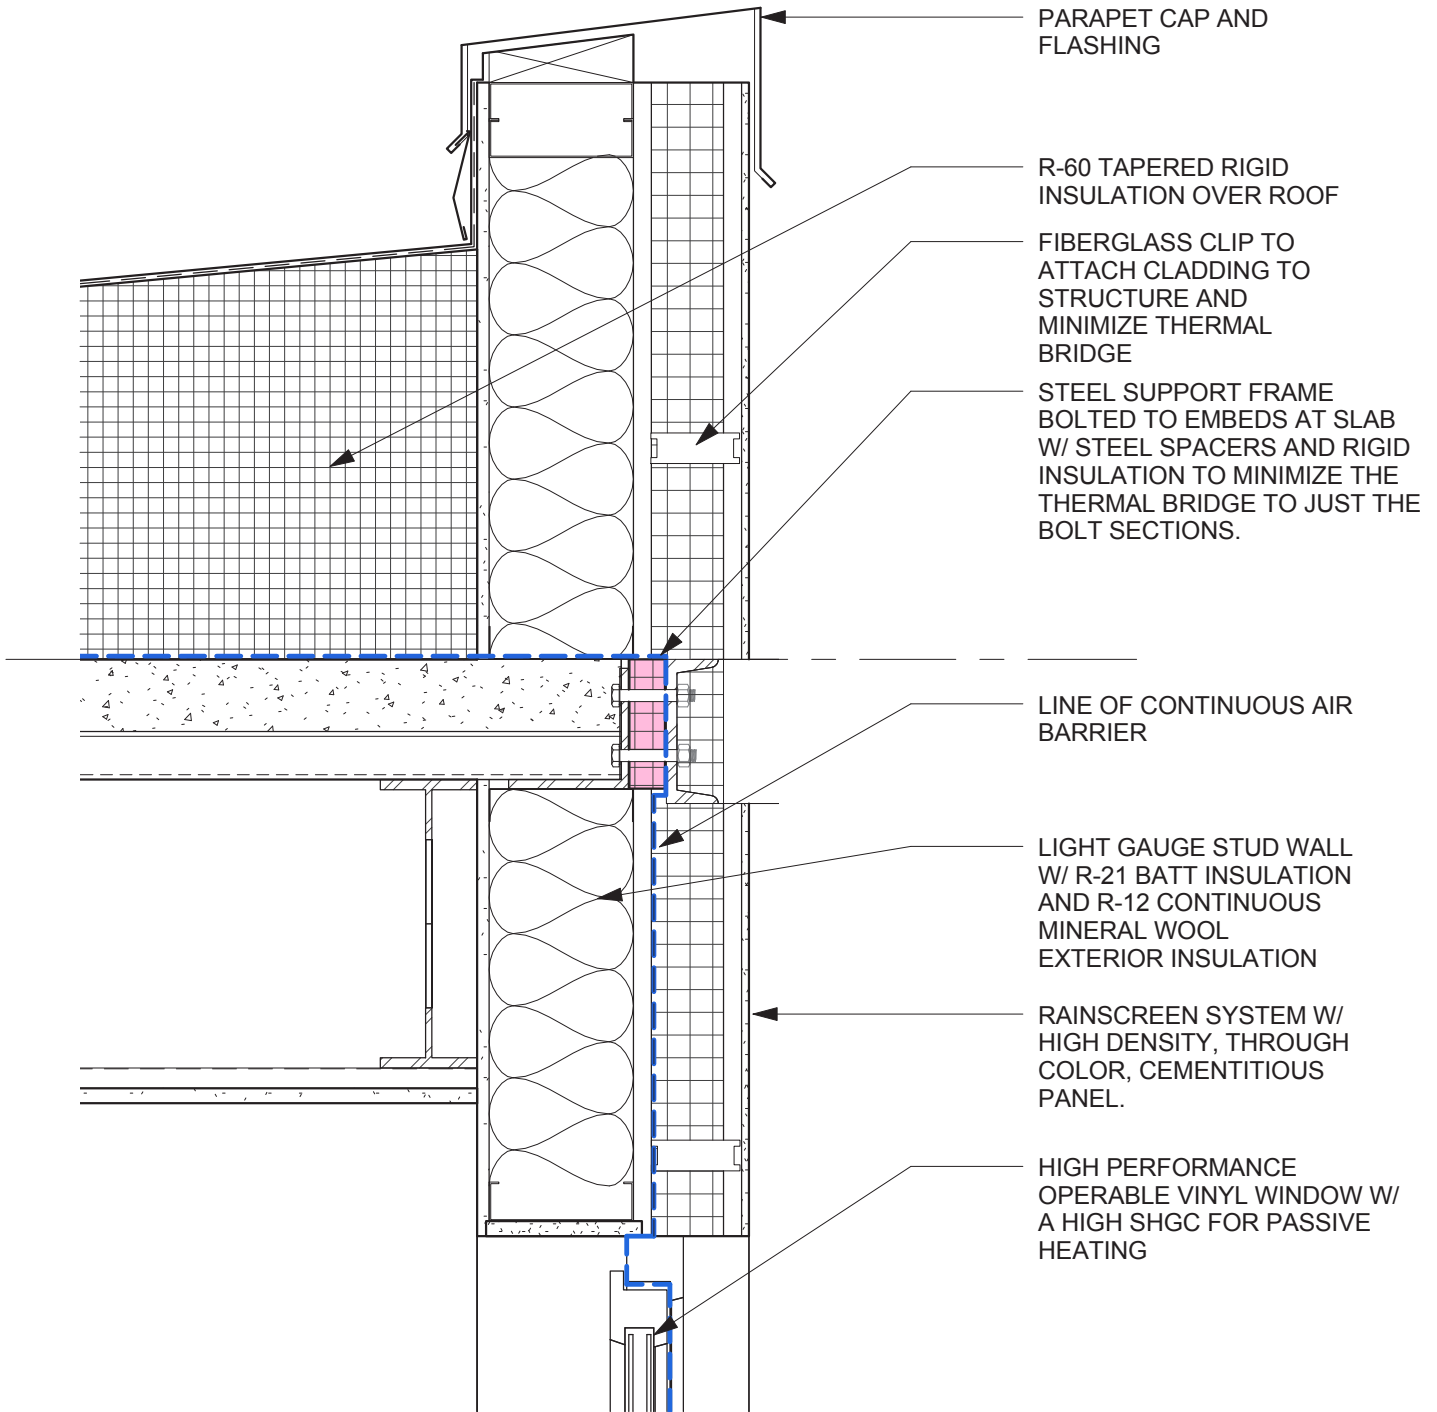 PARAPET CAP AND
FLASHING
R-60 TAPERED RIGID
INSULATION OVER ROOF
FIBERGLASS CLIP TO
ATTACH CLADDING TO
STRUCTURE AND
MINIMIZE THERMAL
BRIDGE
STEEL SUPPORT FRAME
BOLTED TO EMBEDS AT SLAB
W/ STEEL SPACERS AND RIGID
INSULATION TO MINIMIZE THE
THERMAL BRIDGE TO JUST THE
BOLT SECTIONS.
LINE OF CONTINUOUS AIR
BARRIER
LIGHT GAUGE STUD WALL
W/ R-21 BATT INSULATION
AND R-12 CONTINUOUS
MINERAL WOOL
EXTERIOR INSULATION
RAINSCREEN SYSTEM W/
HIGH DENSITY, THROUGH
COLOR, CEMENTITIOUS
PANEL.
HIGH PERFORMANCE
OPERABLE VINYL WINDOW W/
A HIGH SHGC FOR PASSIVE
HEATING